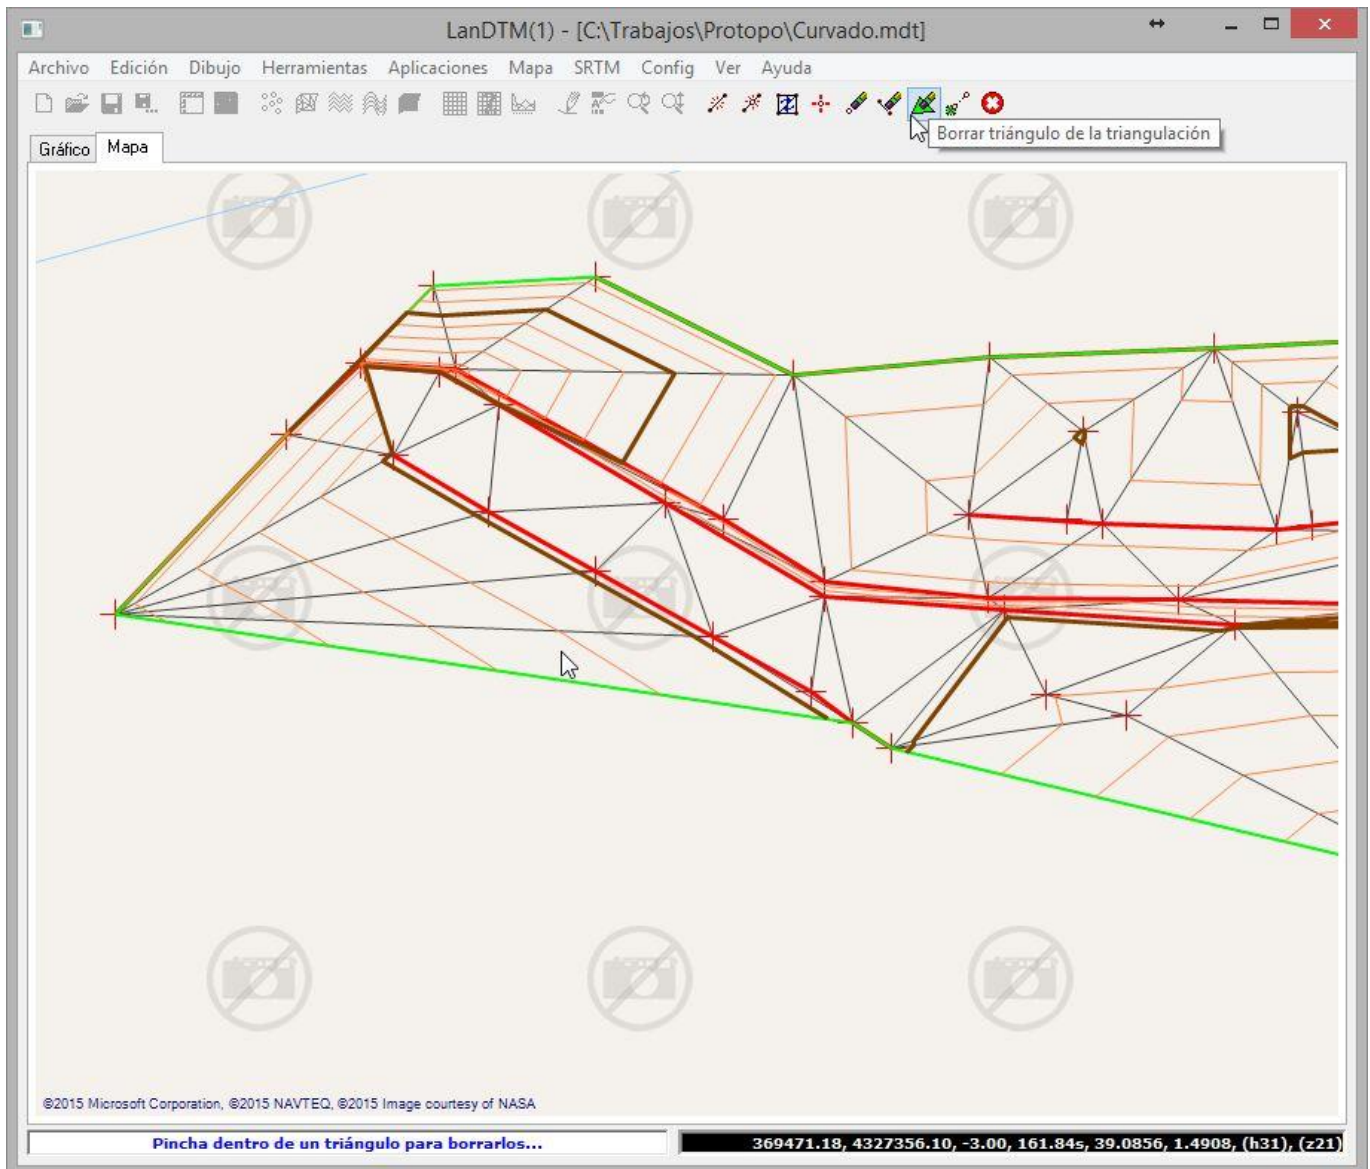 LanDTM(1) - [C:\Trabajos\Protopo\Curvado.mdt]
Archivo Edición Dibujo Herramientas Aplicaciones Mapa SRTM Config Ver Ayuda
Borrar triángulo de la triangulación
Gráfico Mapa
©2015 Microsoft Corporation, ©2015 NAVTEQ, ©2015 Image courtesy of NASA
Pincha dentro de un triángulo para borrarlos...
369471.18, 4327356.10, -3.00, 161.84s, 39.0856, 1.4908, (h31), (z21)